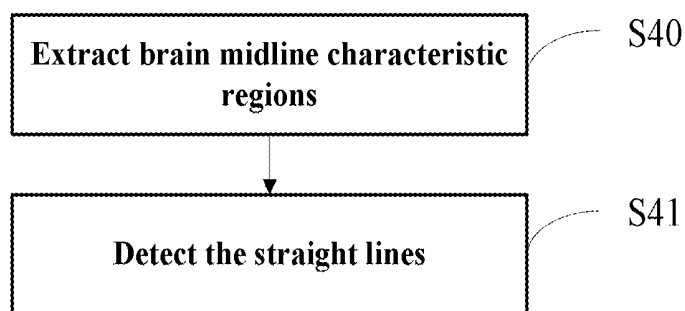 Extract brain midline characteristic
regions
S40
Detect the straight lines
S41